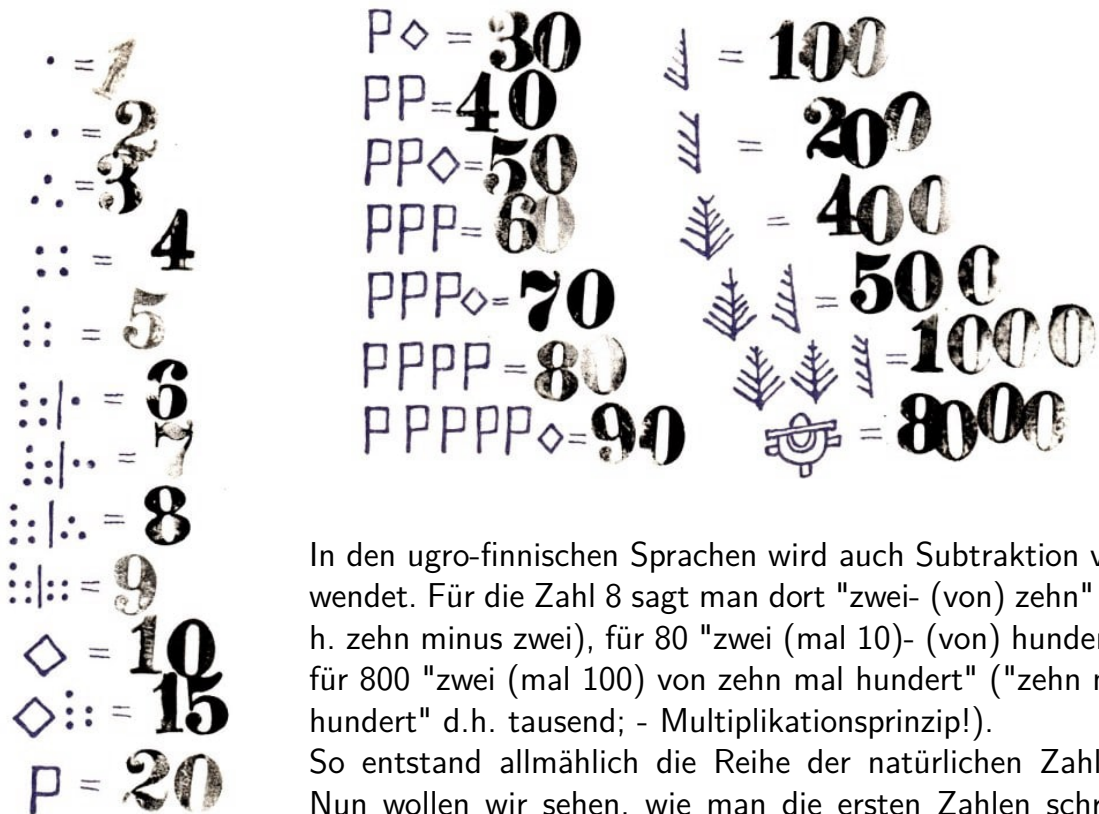 · = 1
·· = 2
∴ = 3
:: = 4
= 5
= 6
= 7
= 8
= 9
◇ = 10
= 15
P = 20
P◇ = 30
PP=40
PP◇=50
PPP=60
PPP◇=70
PPPP=80
PPPPP◇=90
= 100
= 200
= 400
= 500
=1000
= 8000
In den ugro-finnischen Sprachen wird auch Subtraktion v
wendet. Für die Zahl 8 sagt man dort "zwei- (von) zehn"
h. zehn minus zwei), für 80 "zwei (mal 10)- (von) hunder
für 800 "zwei (mal 100) von zehn mal hundert" ("zehn
hundert" d.h. tausend; - Multiplikationsprinzip!).
So entstand allmählich die Reihe der natürlichen Zahl
Nun wollen wir sehen, wie man die ersten Zahlen schr